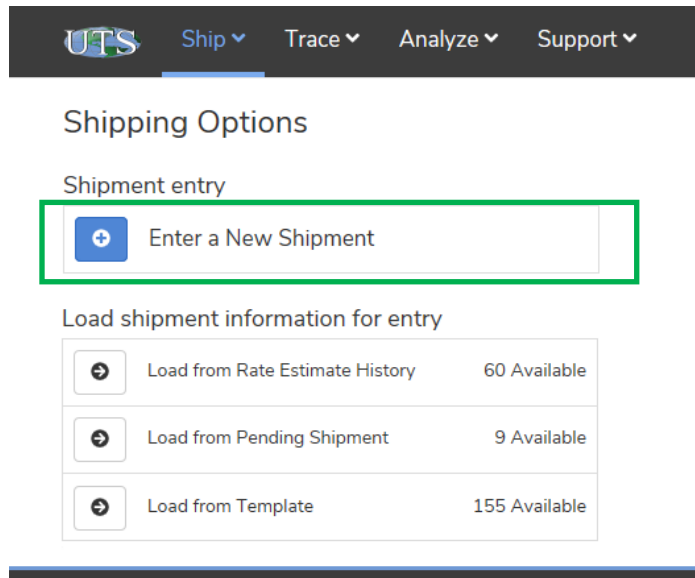 UTS Ship Trace Analyze Support
Shipping Options
Shipment entry
Enter a New Shipment
Load shipment information for entry
Load from Rate Estimate History 60 Available
Load from Pending Shipment 9 Available
Load from Template 155 Available